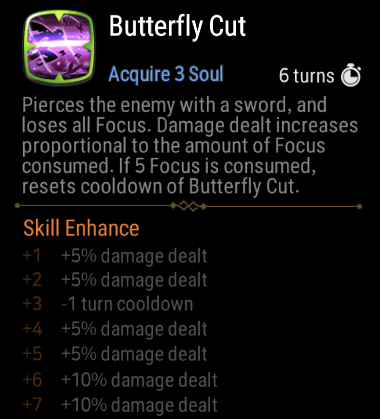 Butterfly Cut
Acquire 3 Soul 6 turns
Pierces the enemy with a sword, and
loses all Focus. Damage dealt increases
proportional to the amount of Focus
consumed. If 5 Focus is consumed,
resets cooldown of Butterfly Cut.
Skill Enhance
+1 +5% damage dealt
+2 +5% damage dealt
+3 -1 turn cooldown
+4 +5% damage dealt
+5 +5% damage dealt
+6 +10% damage dealt
+7 +10% damage dealt